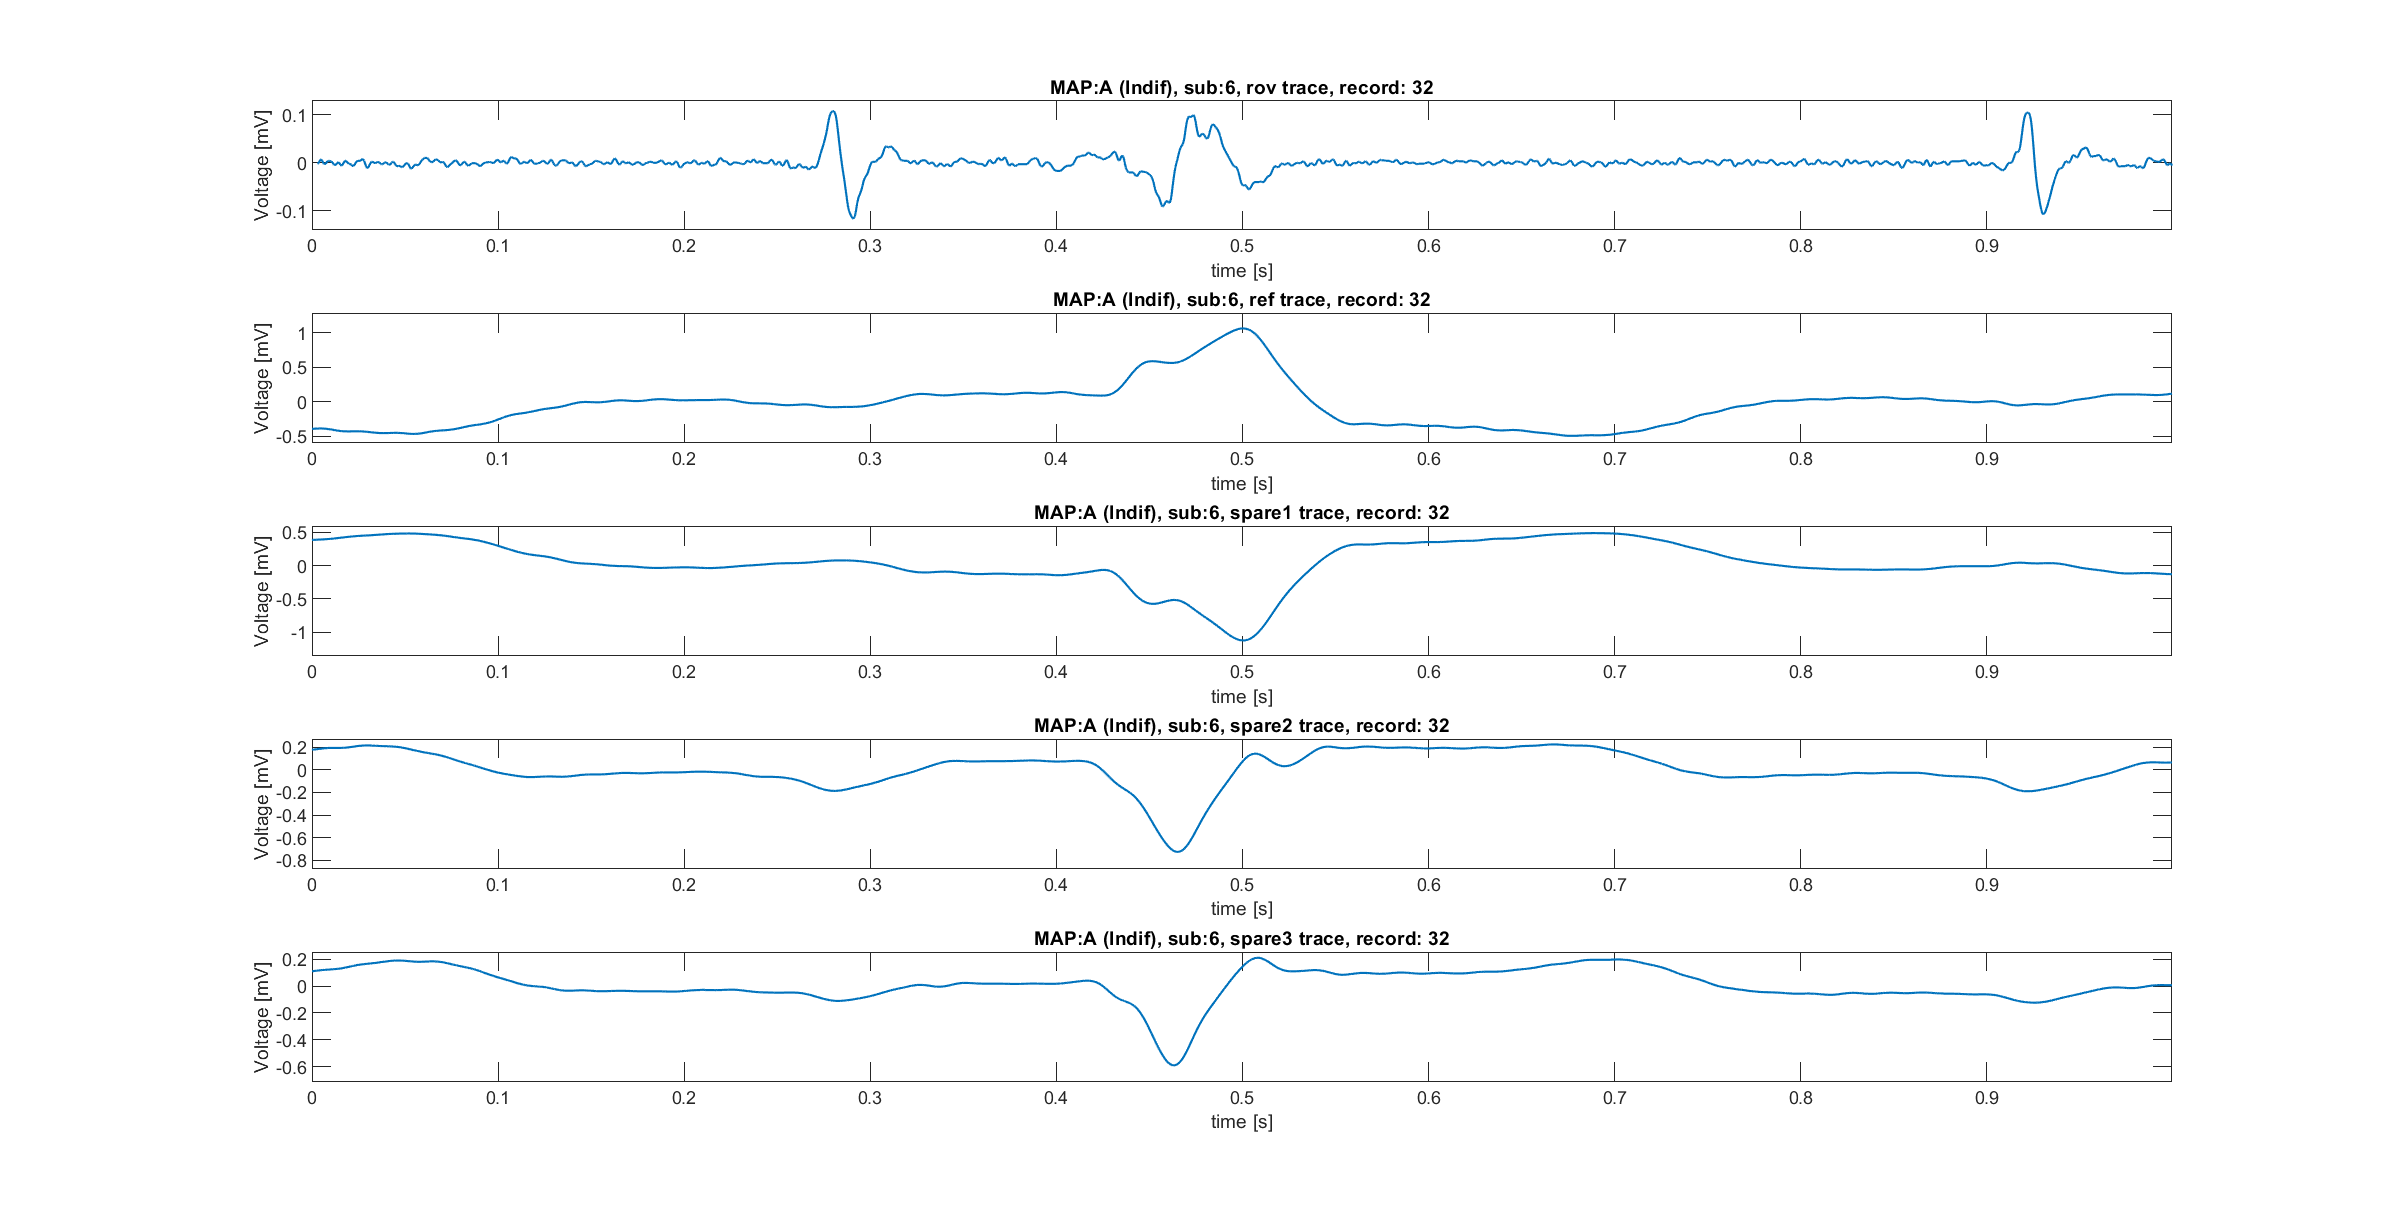 MAP:A (Indif), sub:6, rov trace, record: 32
Voltage [mV]
0.1
0
-0.1
0 0.1 0.2 0.3 0.4 0.5 0.6 0.7 0.8 0.9
time [s]
MAP:A (Indif), sub:6, ref trace, record: 32
Voltage [mV]
1
0.5
0
-0.5
0 0.1 0.2 0.3 0.4 0.5 0.6 0.7 0.8 0.9
time [s]
MAP:A (Indif), sub:6, spare1 trace, record: 32
Voltage [mV]
0.5
0
-0.5
-1
0 0.1 0.2 0.3 0.4 0.5 0.6 0.7 0.8 0.9
time [s]
MAP:A (Indif), sub:6, spare2 trace, record: 32
Voltage [mV]
0.2
0
-0.2
-0.4
-0.6
-0.8
0 0.1 0.2 0.3 0.4 0.5 0.6 0.7 0.8 0.9
time [s]
MAP:A (Indif), sub:6, spare3 trace, record: 32
Voltage [mV]
0.2
0
-0.2
-0.4
-0.6
0 0.1 0.2 0.3 0.4 0.5 0.6 0.7 0.8 0.9
time [s]